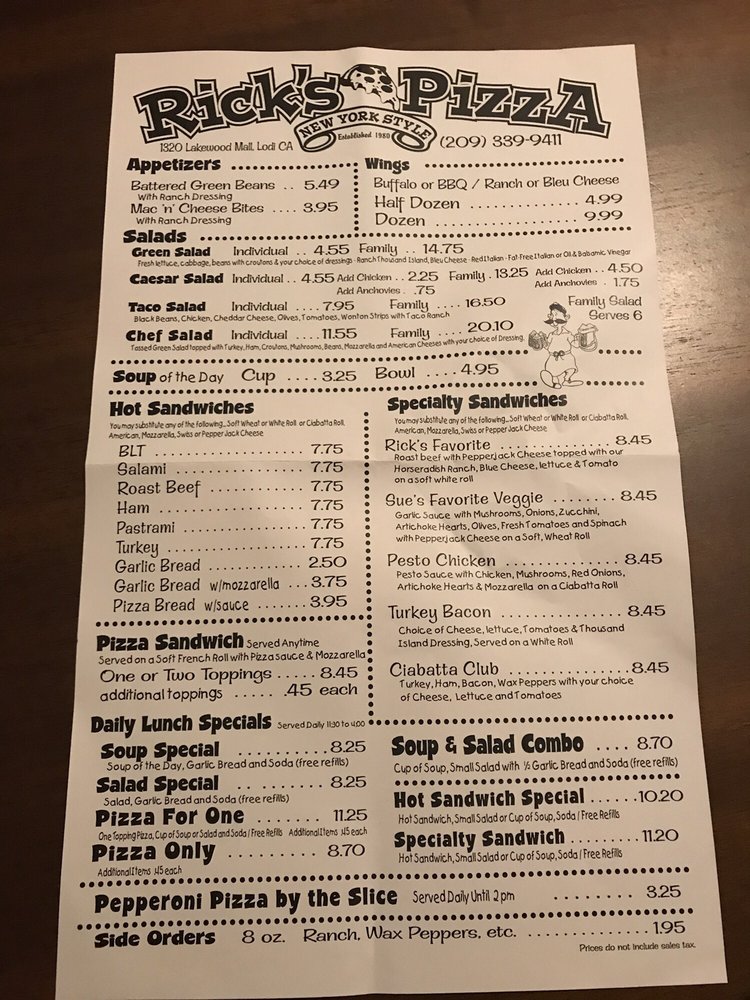 Rick's Pizza
NEW YORK STYLE
Established 1980
1320 Lakewood Mall, Lodi CA
(209) 339-9411
Appetizers
Battered Green Beans .. 5.49
With Ranch Dressing
Mac 'n' Cheese Bites .... 3.95
With Ranch Dressing
Wings
Buffalo or BBQ / Ranch or Bleu Cheese
Half Dozen .............. 4.99
Dozen .................. 9.99
Salads
Green Salad Individual .. 4.55 Family .. 14.75
Fresh lettuce, cabbage, beans with croutons & your choice of dressings - Ranch Thousand Island, Bleu Cheese - Red Italian - Fat-Free Italian or Oil & Balsamic Vinegar
Caesar Salad Individual .. 4.55 Add Chicken .. 2.25 Family . 13.25 Add Chicken .. 4.50
Add Anchovies . .75 Add Anchovies . 1.75
Taco Salad Individual .... 7.95 Family .... 16.50
Black Beans, Chicken, Cheddar Cheese, Olives, Tomatoes, Wonton Strips with Taco Ranch
Family Salad
Serves 6
Chef Salad Individual .... 11.55 Family .... 20.10
Tossed Green Salad topped with Turkey, Ham, Croutons, Mushrooms, Beans, Mozzarella and American Cheeses with your choice of Dressing.
Soup of the Day Cup .... 3.25 Bowl .... 4.95
Hot Sandwiches
You may substitute any of the following... Soft Wheat or White Roll or Ciabatta Roll.
American, Mozzarella, Swiss or Pepper Jack Cheese
BLT .................... 7.75
Salami ................. 7.75
Roast Beef ............. 7.75
Ham .................... 7.75
Pastrami ............... 7.75
Turkey ................. 7.75
Garlic Bread ........... 2.50
Garlic Bread w/mozzarella ... 3.75
Pizza Bread w/sauce ....... 3.95
Specialty Sandwiches
You may substitute any of the following... Soft Wheat or White Roll or Ciabatta Roll.
American, Mozzarella, Swiss or Pepper Jack Cheese
Rick's Favorite .............. 8.45
Roast beef with Pepperjack Cheese topped with our
Horseradish Ranch, Blue Cheese, lettuce & Tomato
on a soft white roll
Sue's Favorite Veggie ........ 8.45
Garlic Sauce with Mushrooms, Onions, Zucchini,
Artichoke Hearts, Olives, Fresh Tomatoes and Spinach
with Pepperjack Cheese on a Soft, Wheat Roll
Pesto Chicken .............. 8.45
Pesto Sauce with Chicken, Mushrooms, Red Onions,
Artichoke Hearts & Mozzarella on a Ciabatta Roll
Turkey Bacon ............... 8.45
Choice of Cheese, lettuce, Tomatoes & Thousand
Island Dressing, Served on a White Roll
Ciabatta Club ............... 8.45
Turkey, Ham, Bacon, Wax Peppers with your choice
of Cheese, Lettuce and Tomatoes
Pizza Sandwich Served Anytime
Served on a Soft French Roll with Pizza sauce & Mozzarella
One or Two Toppings ..... 8.45
additional toppings ..... .45 each
Daily Lunch Specials Served Daily 11:30 to 4:00
Soup Special .......... 8.25
Soup of the Day, Garlic Bread and Soda (free refills)
Salad Special ......... 8.25
Salad, Garlic Bread and Soda (free refills)
Pizza For One ....... 11.25
One Topping Pizza, Cup of Soup or Salad and Soda / Free Refills Additional Items .45 each
Pizza Only ......... 8.70
Additional Items .45 each
Soup & Salad Combo .... 8.70
Cup of Soup, Small Salad with ½ Garlic Bread and Soda (free refills)
Hot Sandwich Special ...... 10.20
Hot Sandwich, Small Salad or Cup of Soup, Soda / Free Refills
Specialty Sandwich ......... 11.20
Hot Sandwich, Small Salad or Cup of Soup, Soda / Free Refills
Pepperoni Pizza by the Slice Served Daily Until 2 pm ........ 3.25
Side Orders 8 oz. Ranch, Wax Peppers, etc. .............. 1.95
Prices do not include sales tax.